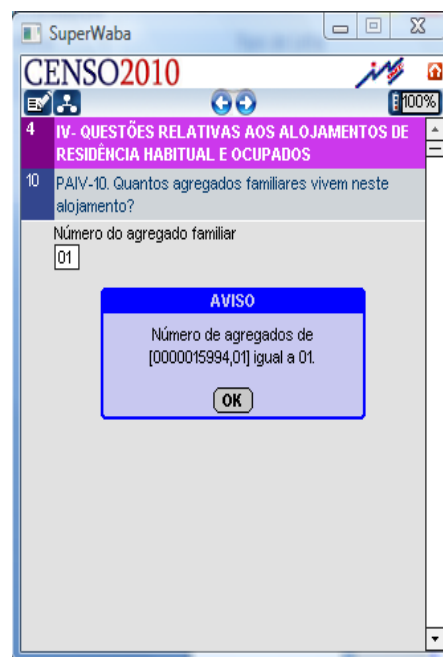 SuperWaba
CENSO2010
100%
4 IV- QUESTÕES RELATIVAS AOS ALOJAMENTOS DE
RESIDÊNCIA HABITUAL E OCUPADOS
10 PAIV-10. Quantos agregados familiares vivem neste
alojamento?
Número do agregado familiar
01
AVISO
Número de agregados de
[0000015994,01] igual a 01.
OK